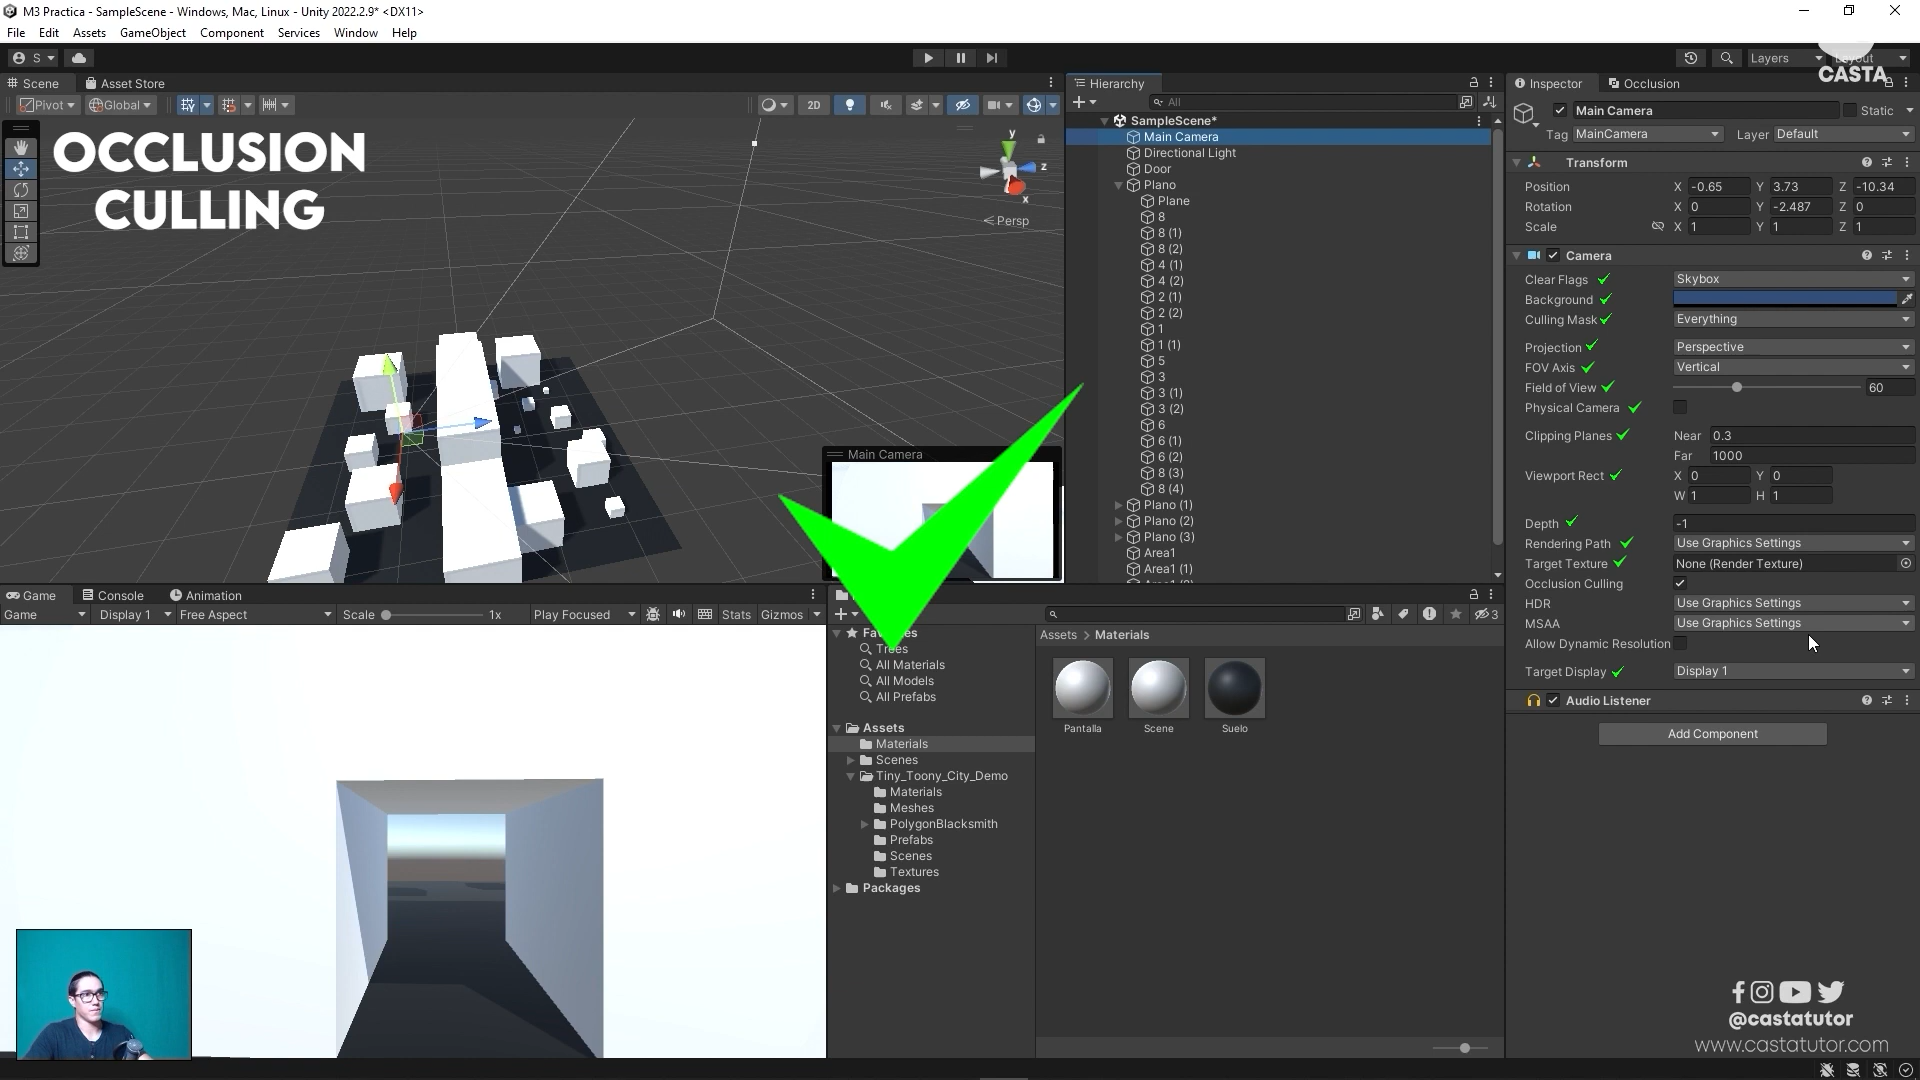 M3 Practica - SampleScene - Windows, Mac, Linux - Unity 2022.2.9* <DX11>
File Edit Assets GameObject Component Services Window Help
S
Layers
CASTA
Scene Asset Store
Pivot Global 2D
OCCLUSION
CULLING
y
z
x
Persp
Main Camera
Hierarchy
All
SampleScene*
Main Camera
Directional Light
Door
Plano
Plane
8
8 (1)
8 (2)
4 (1)
4 (2)
2 (1)
2 (2)
1
1 (1)
5
3
3 (1)
3 (2)
6
6 (1)
6 (2)
8 (3)
8 (4)
Plano (1)
Plano (2)
Plano (3)
Area1
Area1 (1)
Inspector Occlusion
Main Camera Static
Tag MainCamera Layer Default
Transform
Position X -0.65 Y 3.73 Z -10.34
Rotation X 0 Y -2.487 Z 0
Scale X 1 Y 1 Z 1
Camera
Clear Flags Skybox
Background
Culling Mask Everything
Projection Perspective
FOV Axis Vertical
Field of View 60
Physical Camera
Clipping Planes Near 0.3
Far 1000
Viewport Rect X 0 Y 0
W 1 H 1
Depth -1
Rendering Path Use Graphics Settings
Target Texture None (Render Texture)
Occlusion Culling
HDR Use Graphics Settings
MSAA Use Graphics Settings
Allow Dynamic Resolution
Target Display Display 1
Audio Listener
Add Component
Game Console Animation
Game Display 1 Free Aspect Scale 1x Play Focused Stats Gizmos
3
Trees
All Materials
All Models
All Prefabs
Assets
Materials
Scenes
Tiny_Toony_City_Demo
Materials
Meshes
PolygonBlacksmith
Prefabs
Scenes
Textures
Packages
Assets > Materials
Pantalla Scene Suelo
@castatutor
www.castatutor.com